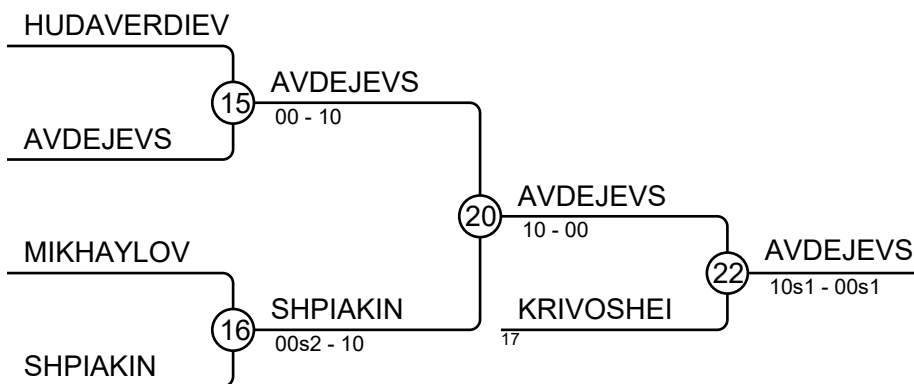 HUDAVERDIEV
15
AVDEJEVS
00 - 10
AVDEJEVS
20
AVDEJEVS
10 - 00
MIKHAYLOV
22
AVDEJEVS
10s1 - 00s1
16
SHPIAKIN
00s2 - 10
KRIVOSHEI
17
SHPIAKIN